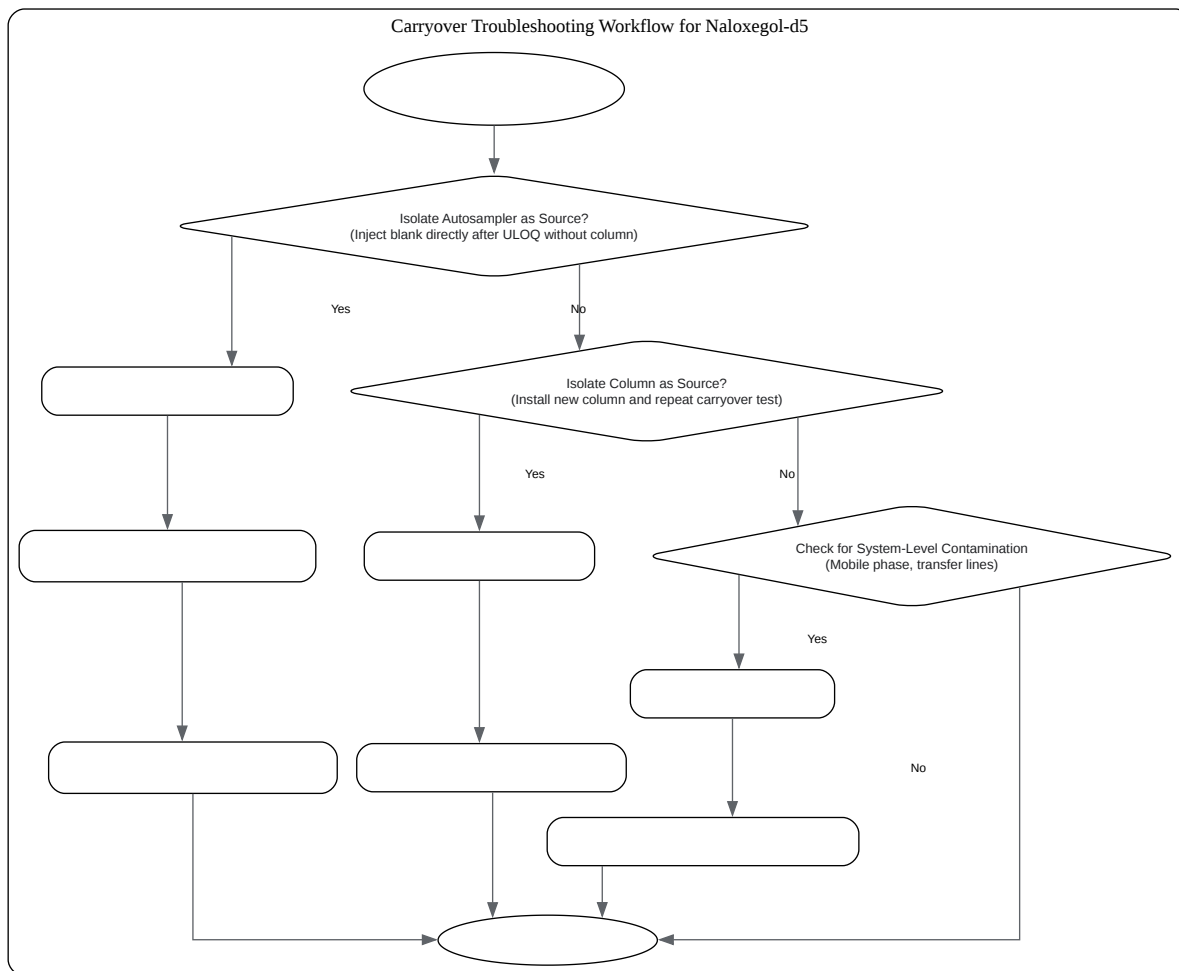 Carryover Troubleshooting Workflow for Naloxegol-d5
Isolate Autosampler as Source?
(Inject blank directly after ULOQ without column)
Yes
No
Isolate Column as Source?
(Install new column and repeat carryover test)
Yes
No
Check for System-Level Contamination
(Mobile phase, transfer lines)
Yes
No